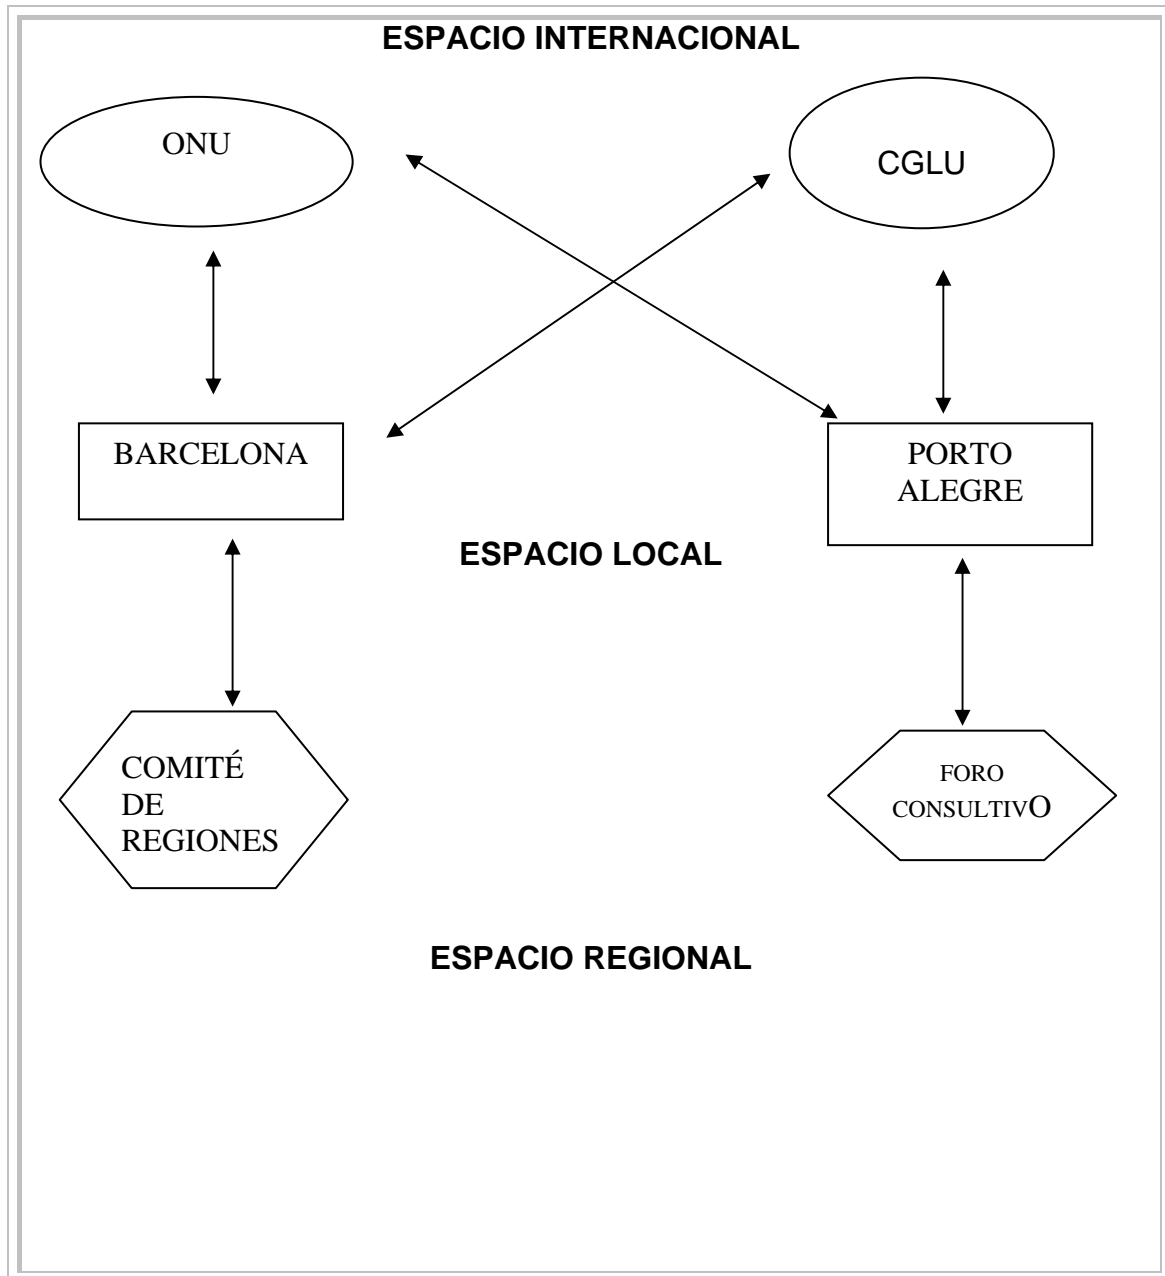 ESPACIO INTERNACIONAL
ONU
CGLU
BARCELONA
PORTO
ALEGRE
ESPACIO LOCAL
COMITÉ
DE
REGIONES
FORO
CONSULTIVO
ESPACIO REGIONAL